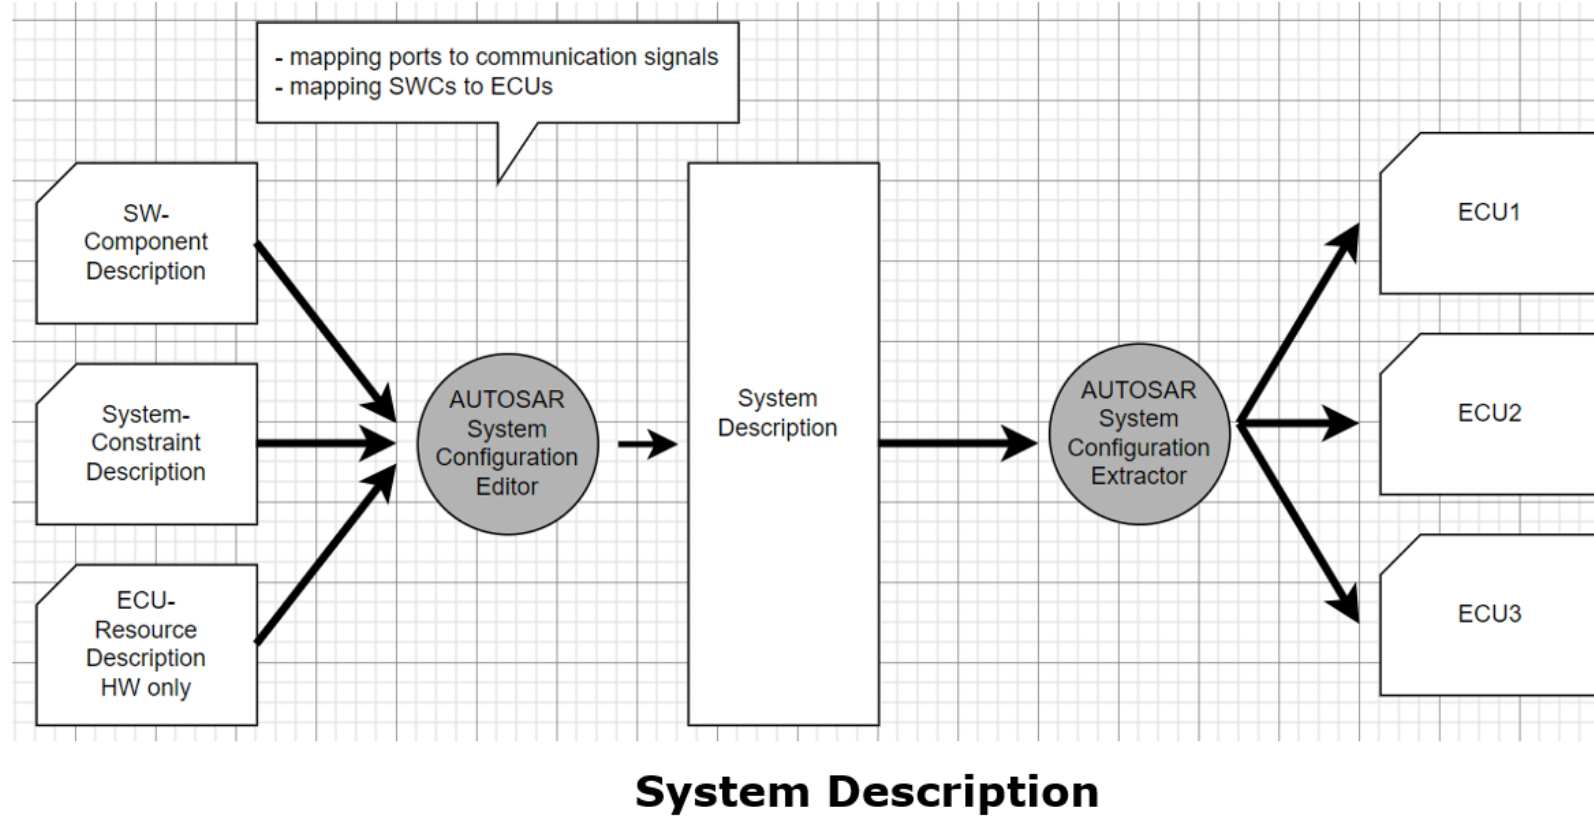 - mapping ports to communication signals
- mapping SWCs to ECUs
SW-
Component
Description
System-
Constraint
Description
ECU-
Resource
Description
HW only
AUTOSAR
System
Configuration
Editor
System
Description
AUTOSAR
System
Configuration
Extractor
ECU1
ECU2
ECU3
System Description